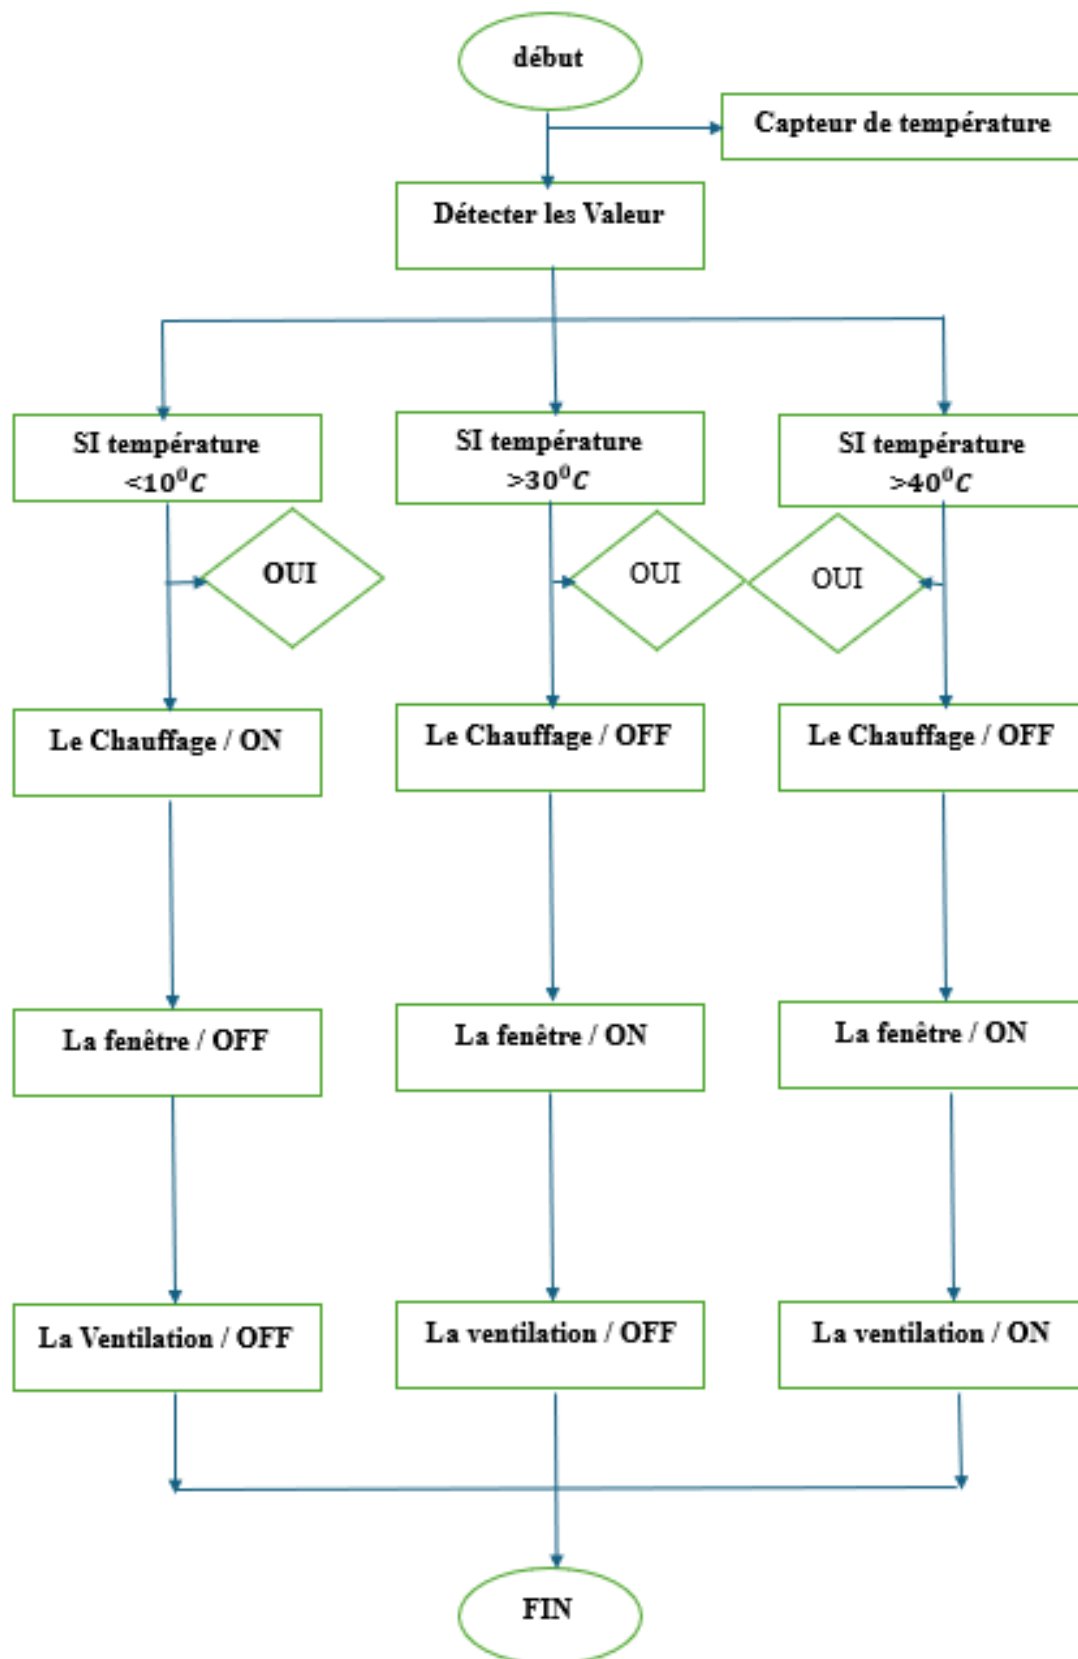 début
Capteur de température
Détecter les Valeur
SI température
<10⁰C
SI température
>30⁰C
SI température
>40⁰C
OUI
OUI
OUI
Le Chauffage / ON
Le Chauffage / OFF
Le Chauffage / OFF
La fenêtre / OFF
La fenêtre / ON
La fenêtre / ON
La Ventilation / OFF
La ventilation / OFF
La ventilation / ON
FIN